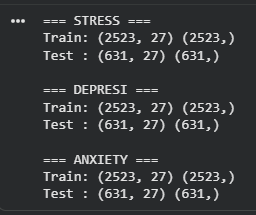 === STRESS ===
Train: (2523, 27) (2523,)
Test : (631, 27) (631,)
=== DEPRESI ===
Train: (2523, 27) (2523,)
Test : (631, 27) (631,)
=== ANXIETY ===
Train: (2523, 27) (2523,)
Test : (631, 27) (631,)